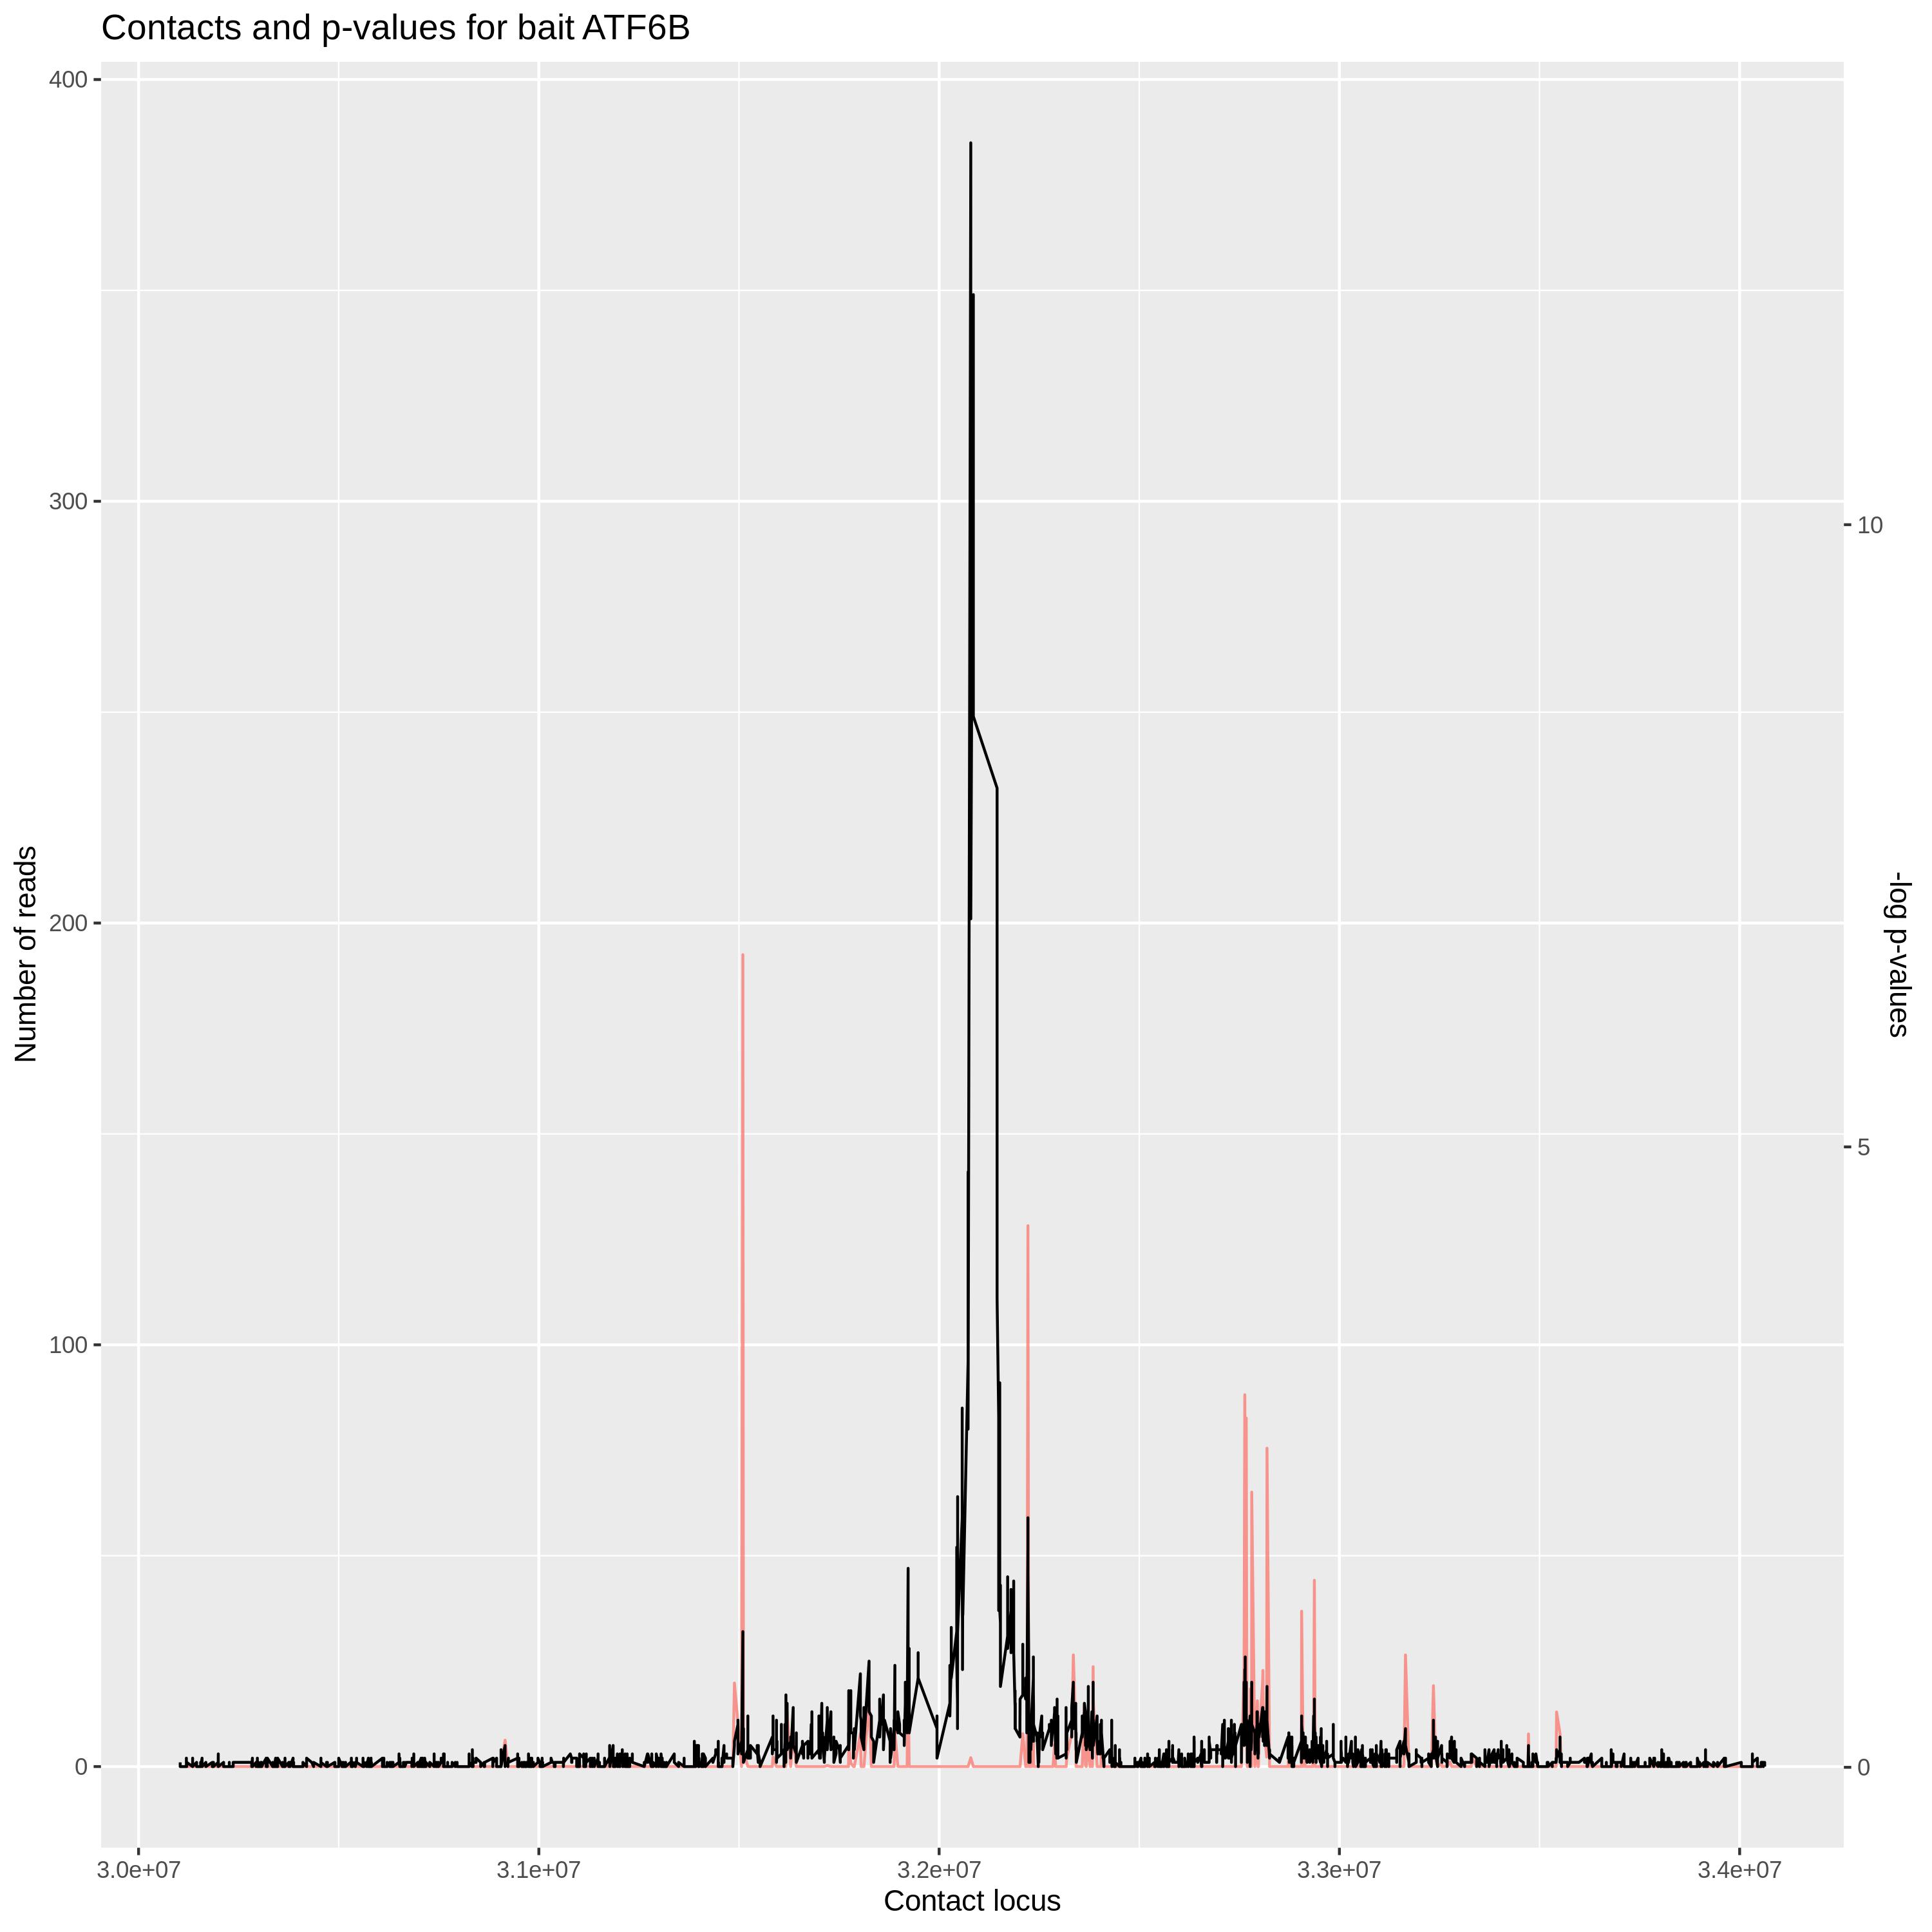 Contacts and p-values for bait ATF6B
400
300
200
100
0
Number of reads
10
5
0
-log p-values
3.0e+07
3.1e+07
3.2e+07
3.3e+07
3.4e+07
Contact locus